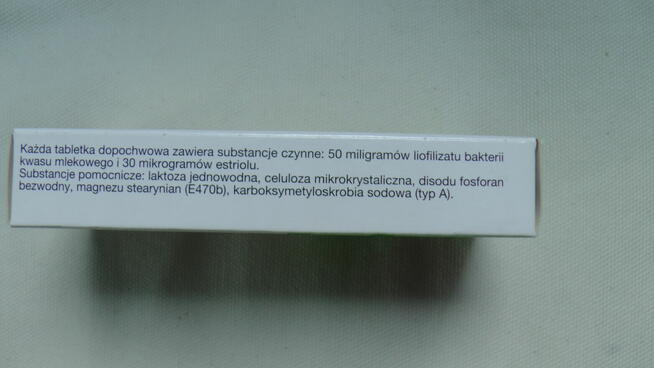 Każda tabletka dopochwowa zawiera substancje czynne: 50 miligramów liofilizatu bakterii
kwasu mlekowego i 30 mikrogramów estriolu.
Substancje pomocnicze: laktoza jednowodna, celuloza mikrokrystaliczna, disodu fosforan
bezwodny, magnezu stearynian (E470b), karboksymetyloskrobia sodowa (typ A).